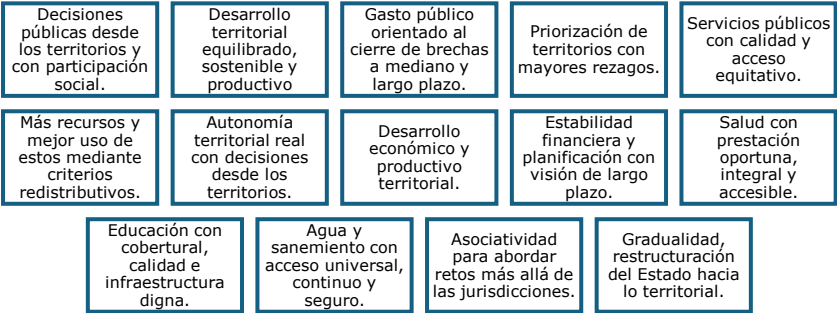 Decisiones
públicas desde
los territorios y
con participación
social.
Desarrollo
territorial
equilibrado,
sostenible y
productivo
Gasto público
orientado al
cierre de brechas
a mediano y
largo plazo.
Priorización de
territorios con
mayores rezagos.
Servicios públicos
con calidad y
acceso
equitativo.
Más recursos y
mejor uso de
estos mediante
criterios
redistributivos.
Autonomía
territorial real
con decisiones
desde los
territorios.
Desarrollo
económico y
productivo
territorial.
Estabilidad
financiera y
planificación con
visión de largo
plazo.
Salud con
prestación
oportuna,
integral y
accesible.
Educación con
cobertural,
calidad e
infraestructura
digna.
Agua y
sanemiento con
acceso universal,
continuo y
seguro.
Asociatividad
para abordar
retos más allá de
las jurisdicciones.
Gradualidad,
restructuración
del Estado hacia
lo territorial.